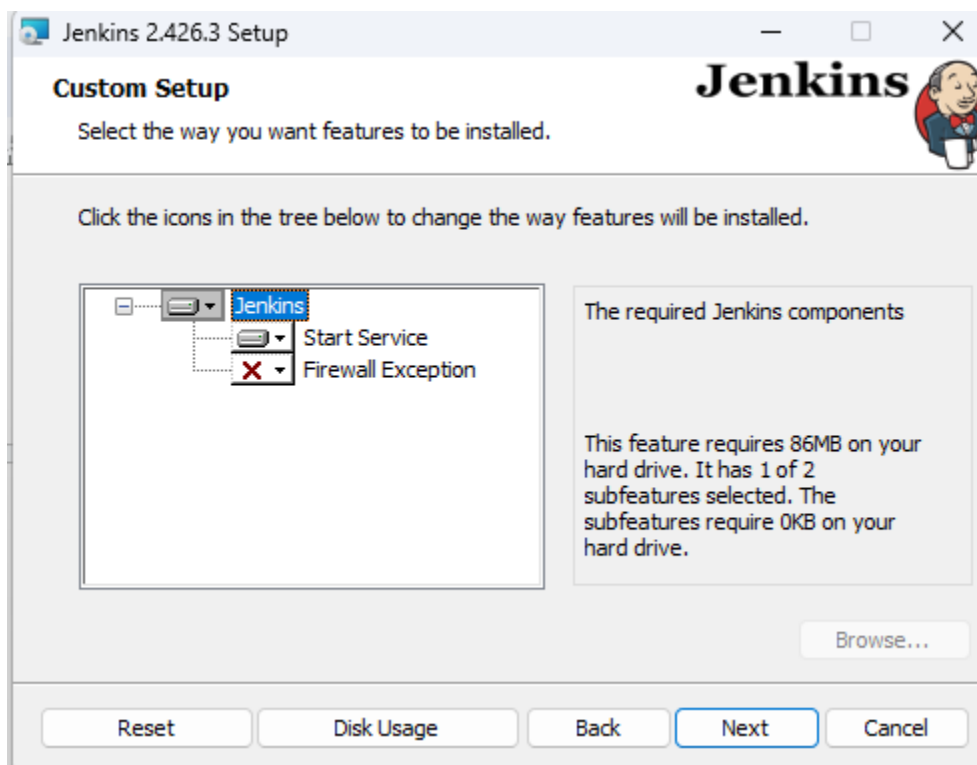 Jenkins 2.426.3 Setup
Custom Setup
Jenkins
Select the way you want features to be installed.
Click the icons in the tree below to change the way features will be installed.
Jenkins
Start Service
Firewall Exception
The required Jenkins components
This feature requires 86MB on your
hard drive. It has 1 of 2
subfeatures selected. The
subfeatures require 0KB on your
hard drive.
Browse...
Reset
Disk Usage
Back
Next
Cancel